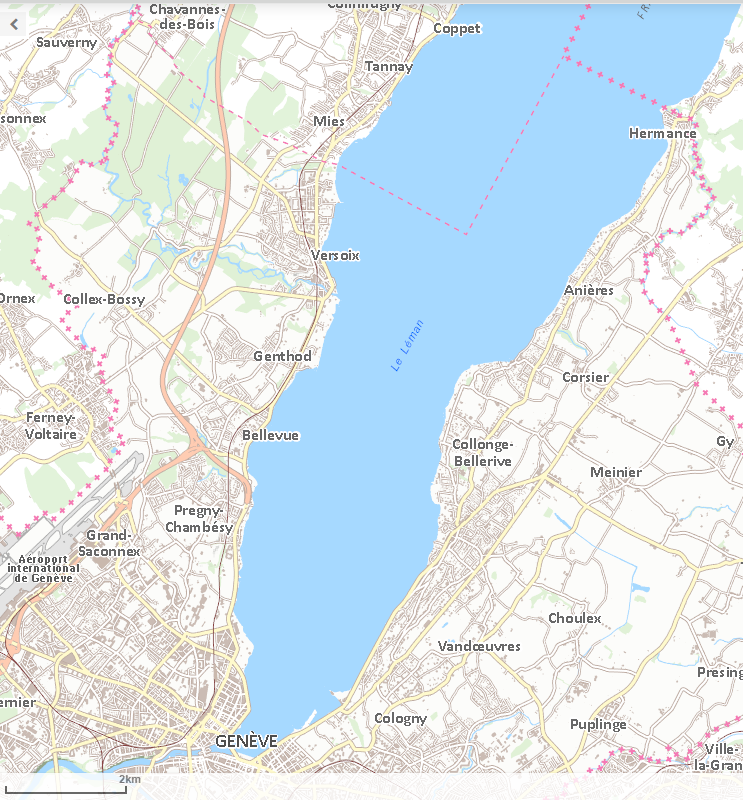 Chavannes-
des-Bois
Coppet
Sauverny
Tannay
sonnex
Mies
Hermance
Versoix
Anières
Ornex
Collex-Bossy
Le Léman
Genthod
Corsier
Ferney-
Voltaire
Bellevue
Collonge-
Bellerive
Gy
Meinier
Pregny-
Chambésy
Grand-
Saconnex
Aéroport
international
de Genève
Choulex
Vandœuvres
Presing
ernier
Cologny
Puplinge
GENÈVE
Ville-
la-Gran
2km